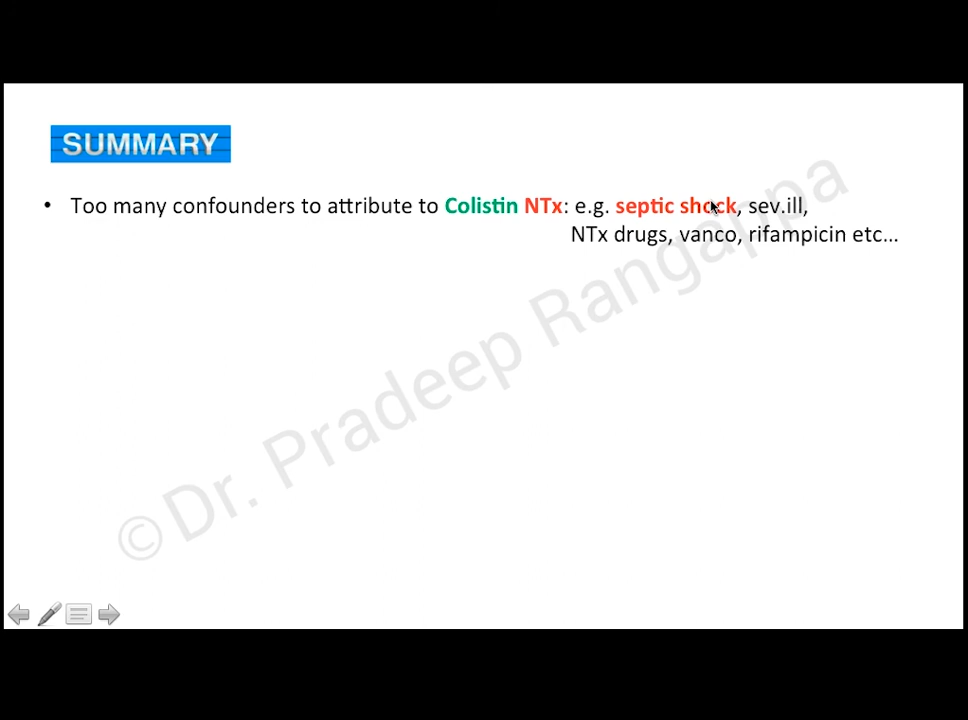 SUMMARY
• Too many confounders to attribute to Colistin NTx: e.g. septic shock, sev.ill,
NTx drugs, vanco, rifampicin etc...
©Dr. Pradeep Rangappa